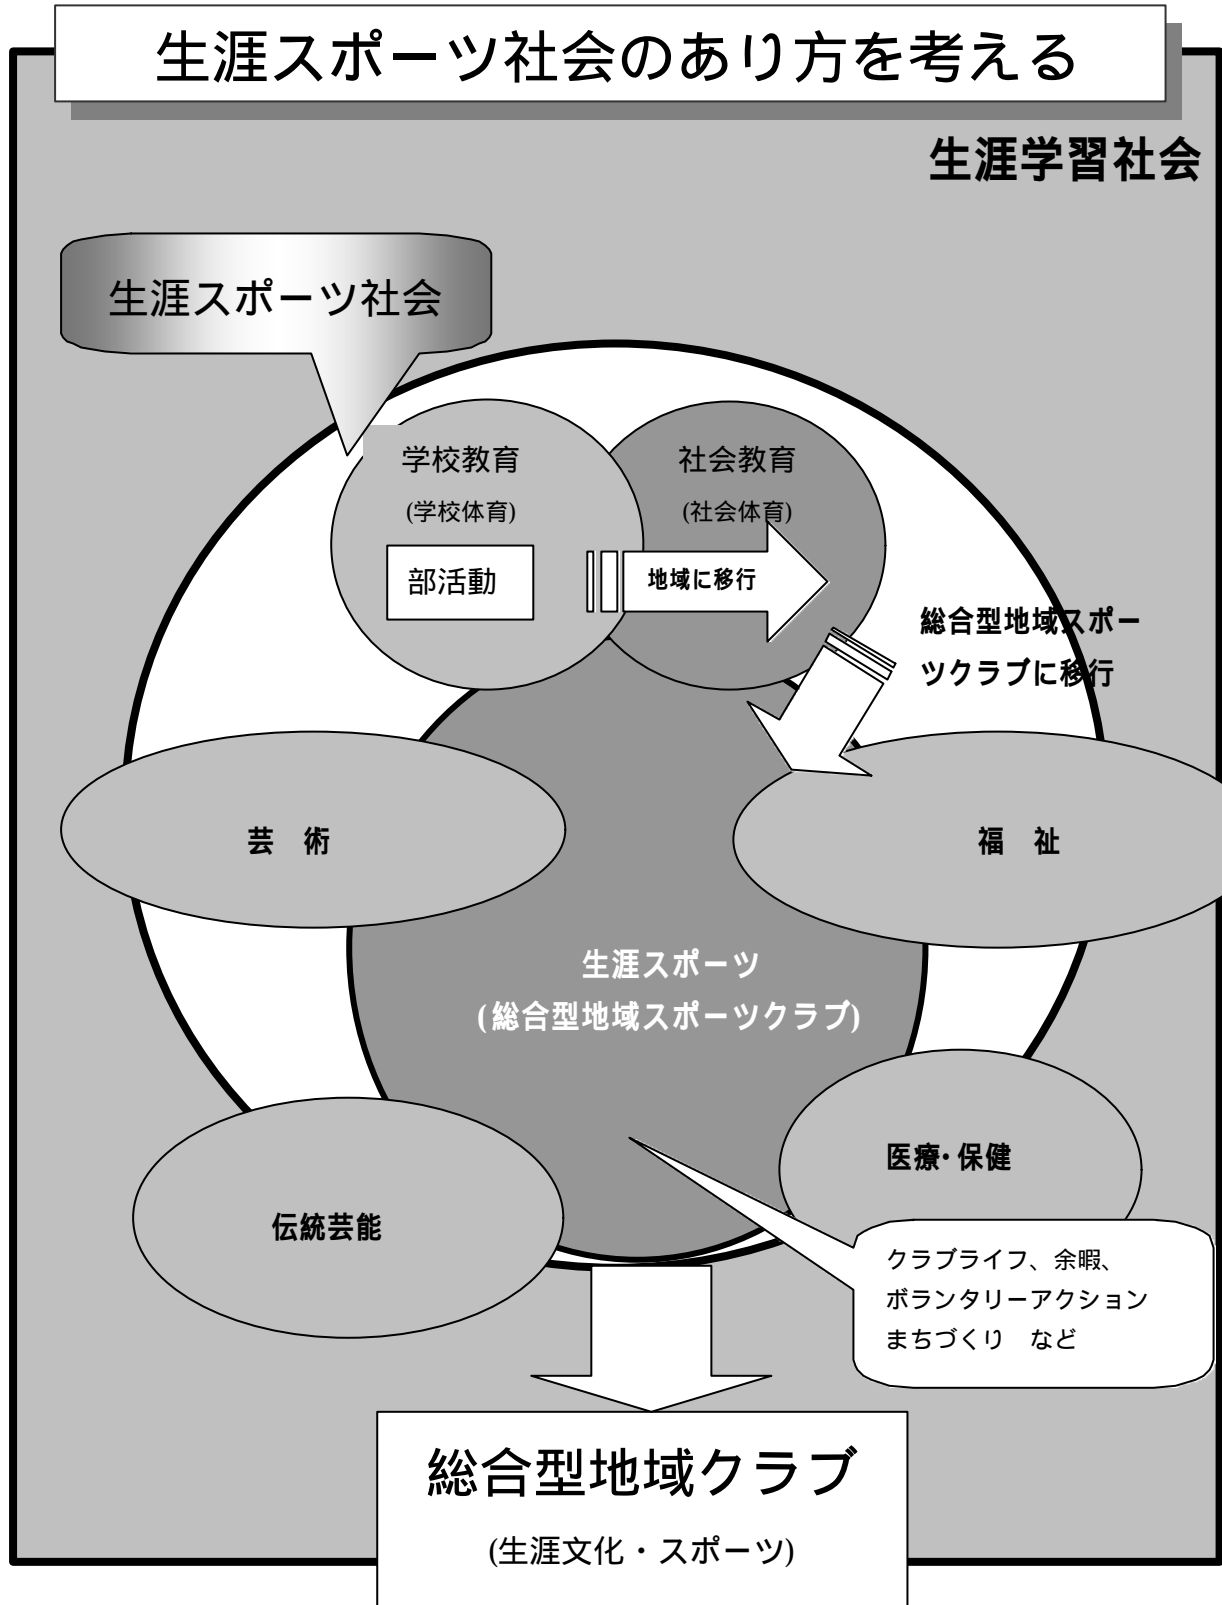 生涯スポーツ社会のあり方を考える
生涯学習社会
生涯スポーツ社会
学校教育
(学校体育)
部活動
社会教育
(社会体育)
地域に移行
総合型地域スポー
ツクラブに移行
芸　術
福　祉
生涯スポーツ
(総合型地域スポーツクラブ)
医療・保健
伝統芸能
クラブライフ、余暇、
ボランタリーアクション
まちづくり　など
総合型地域クラブ
(生涯文化・スポーツ)